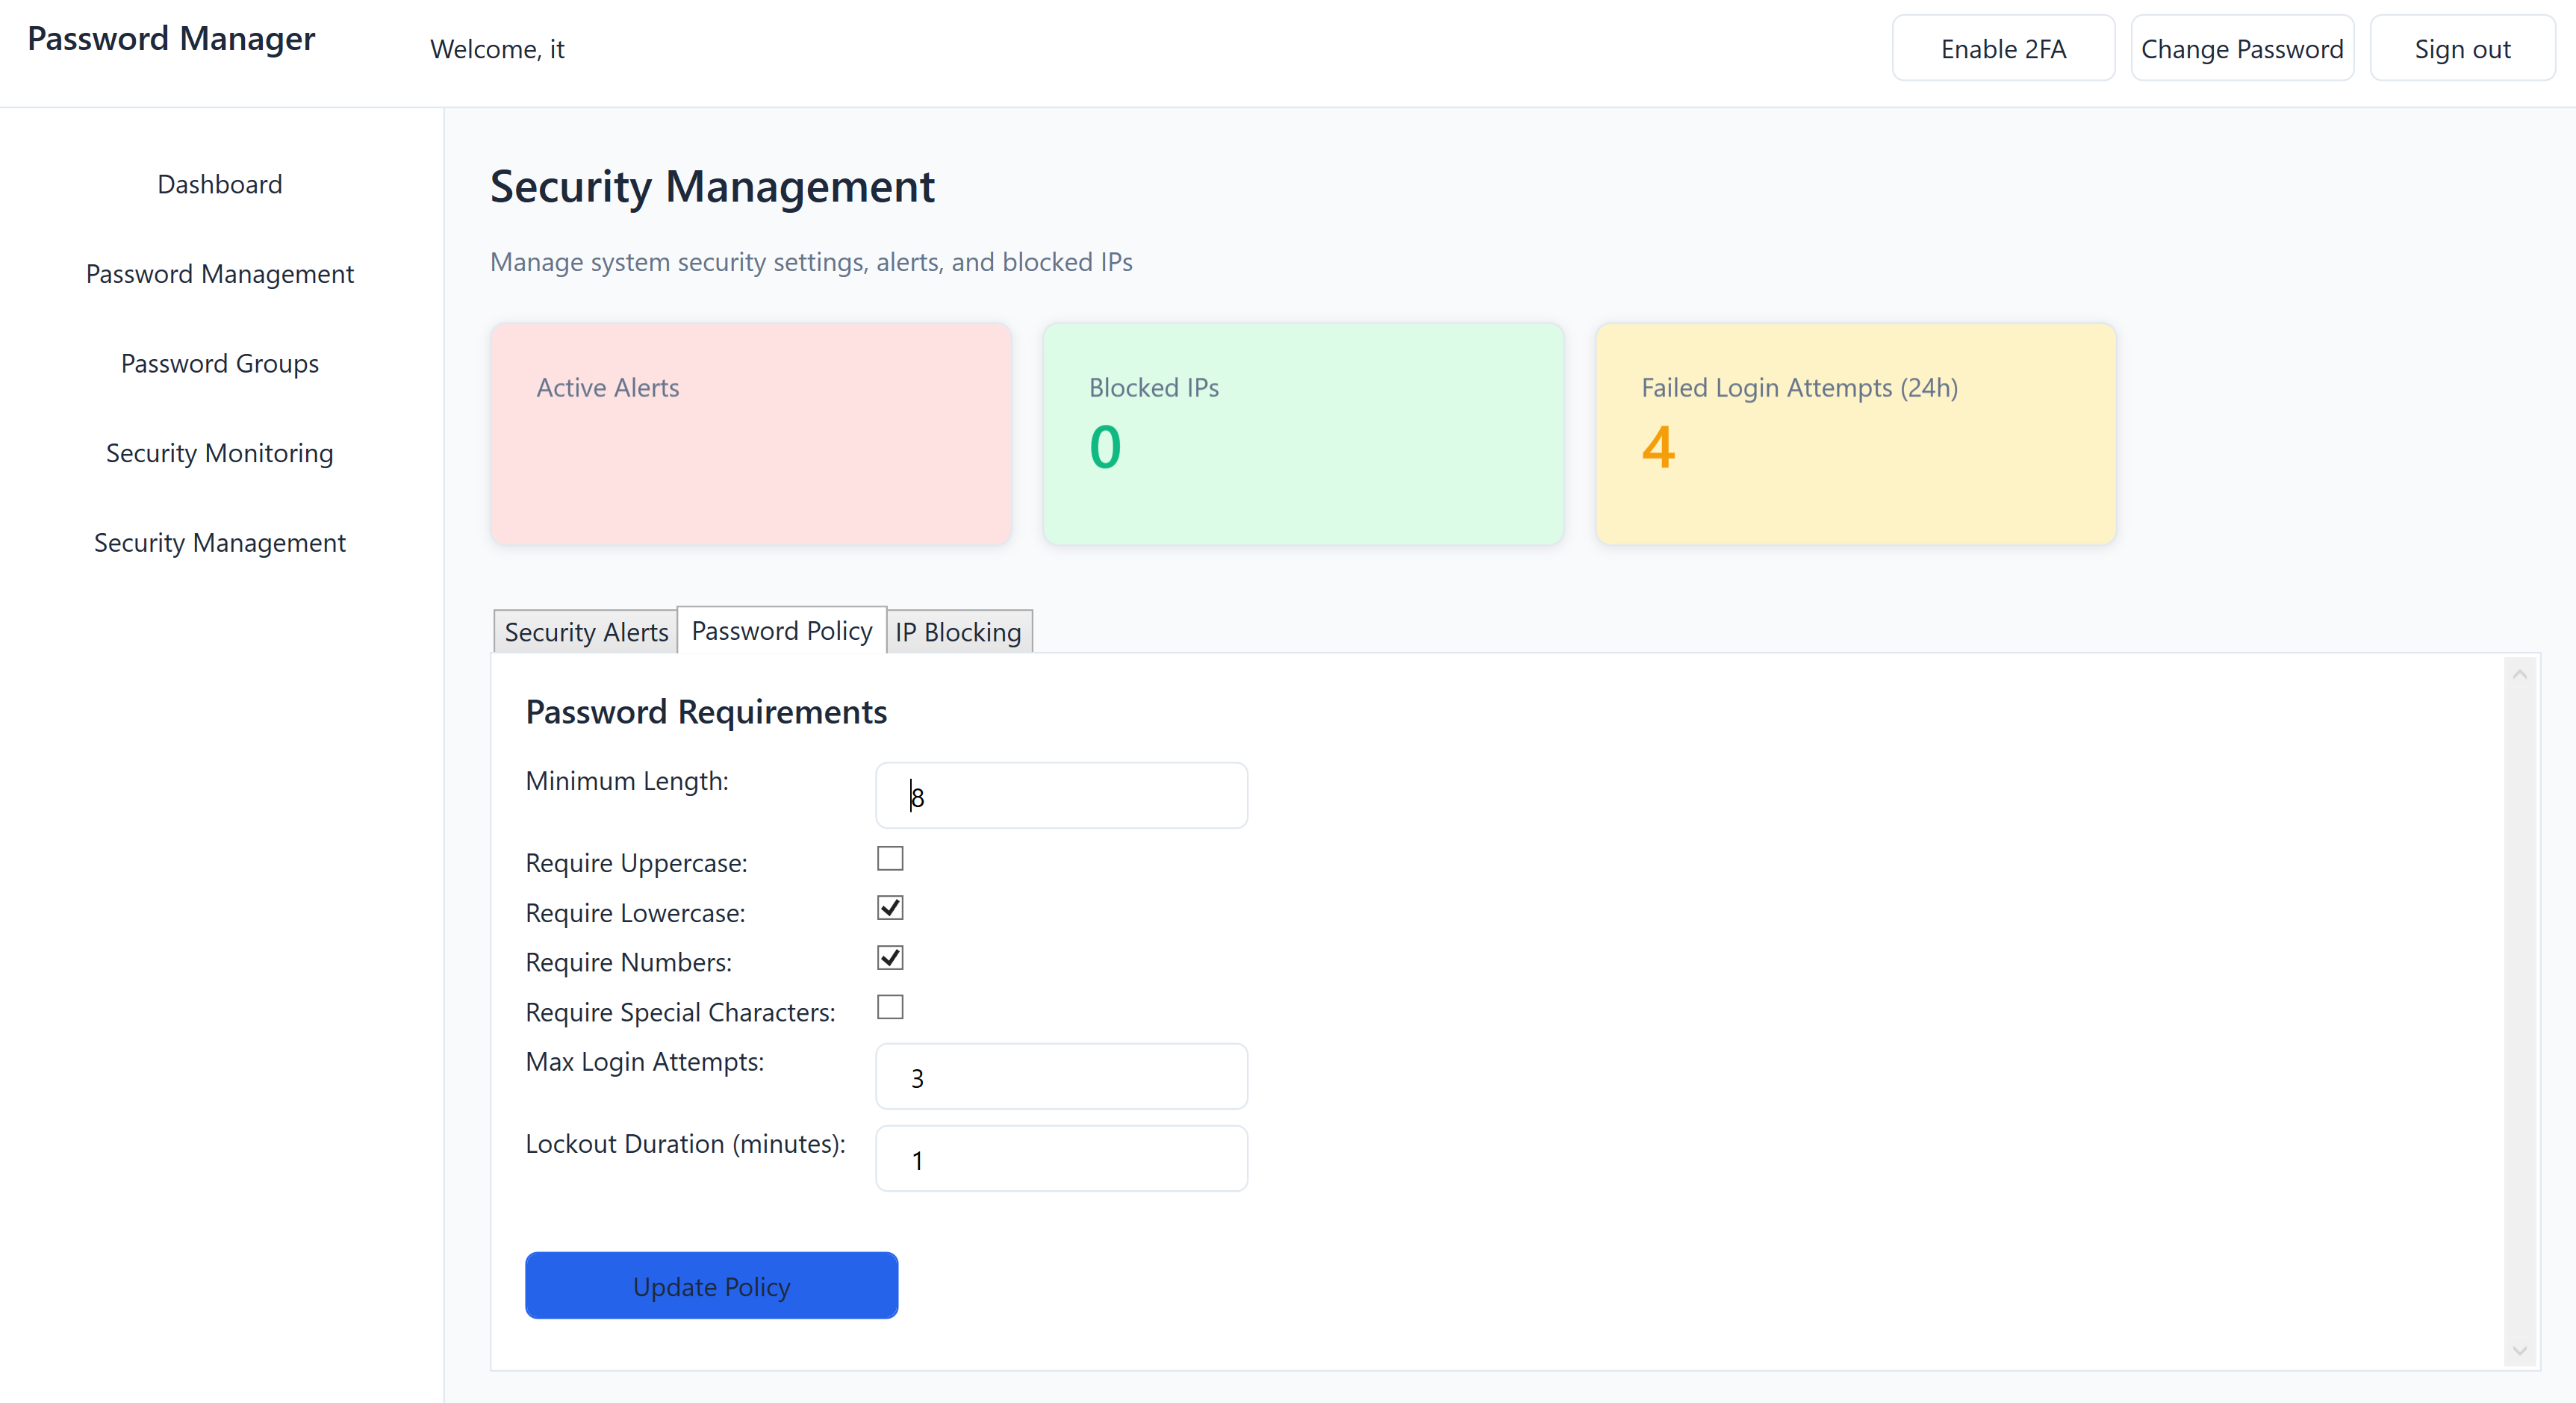 Password Manager
Welcome, it
Enable 2FA
Change Password
Sign out
Dashboard
Password Management
Password Groups
Security Monitoring
Security Management
Security Management
Manage system security settings, alerts, and blocked IPs
Active Alerts
Blocked IPs
0
Failed Login Attempts (24h)
4
Security Alerts
Password Policy
IP Blocking
Password Requirements
Minimum Length:
8
Require Uppercase:
Require Lowercase:
Require Numbers:
Require Special Characters:
Max Login Attempts:
3
Lockout Duration (minutes):
1
Update Policy